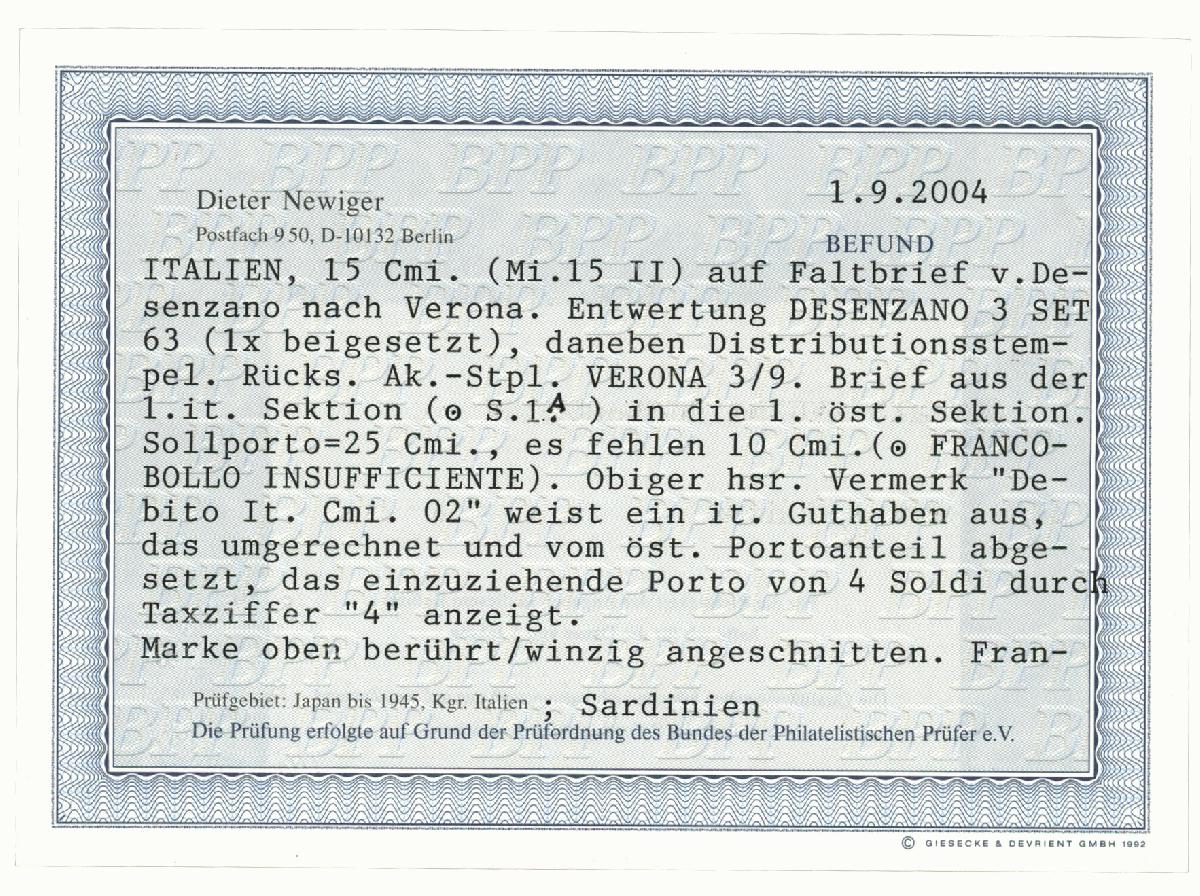 Dieter Newiger
1.9.2004
Postfach 9 50, D-10132 Berlin
BEFUND
ITALIEN, 15 Cmi. (Mi.15 II) auf Faltbrief v.De-
senzano nach Verona. Entwertung DESENZANO 3 SET
63 (1x beigesetzt), daneben Distributionsstem-
pel. Rücks. Ak.-Stpl. VERONA 3/9. Brief aus der
1.it. Sektion (⊙ S.1.A ) in die 1. öst. Sektion.
Sollporto=25 Cmi., es fehlen 10 Cmi.(⊙ FRANCO-
BOLLO INSUFFICIENTE). Obiger hsr. Vermerk "De-
bito It. Cmi. 02" weist ein it. Guthaben aus,
das umgerechnet und vom öst. Portoanteil abge-
setzt, das einzuziehende Porto von 4 Soldi durch
Taxziffer "4" anzeigt.
Marke oben berührt/winzig angeschnitten. Fran-
Prüfgebiet: Japan bis 1945, Kgr. Italien ; Sardinien
Die Prüfung erfolgte auf Grund der Prüfordnung des Bundes der Philatelistischen Prüfer e.V.
© GIESECKE & DEVRIENT GMBH 1992